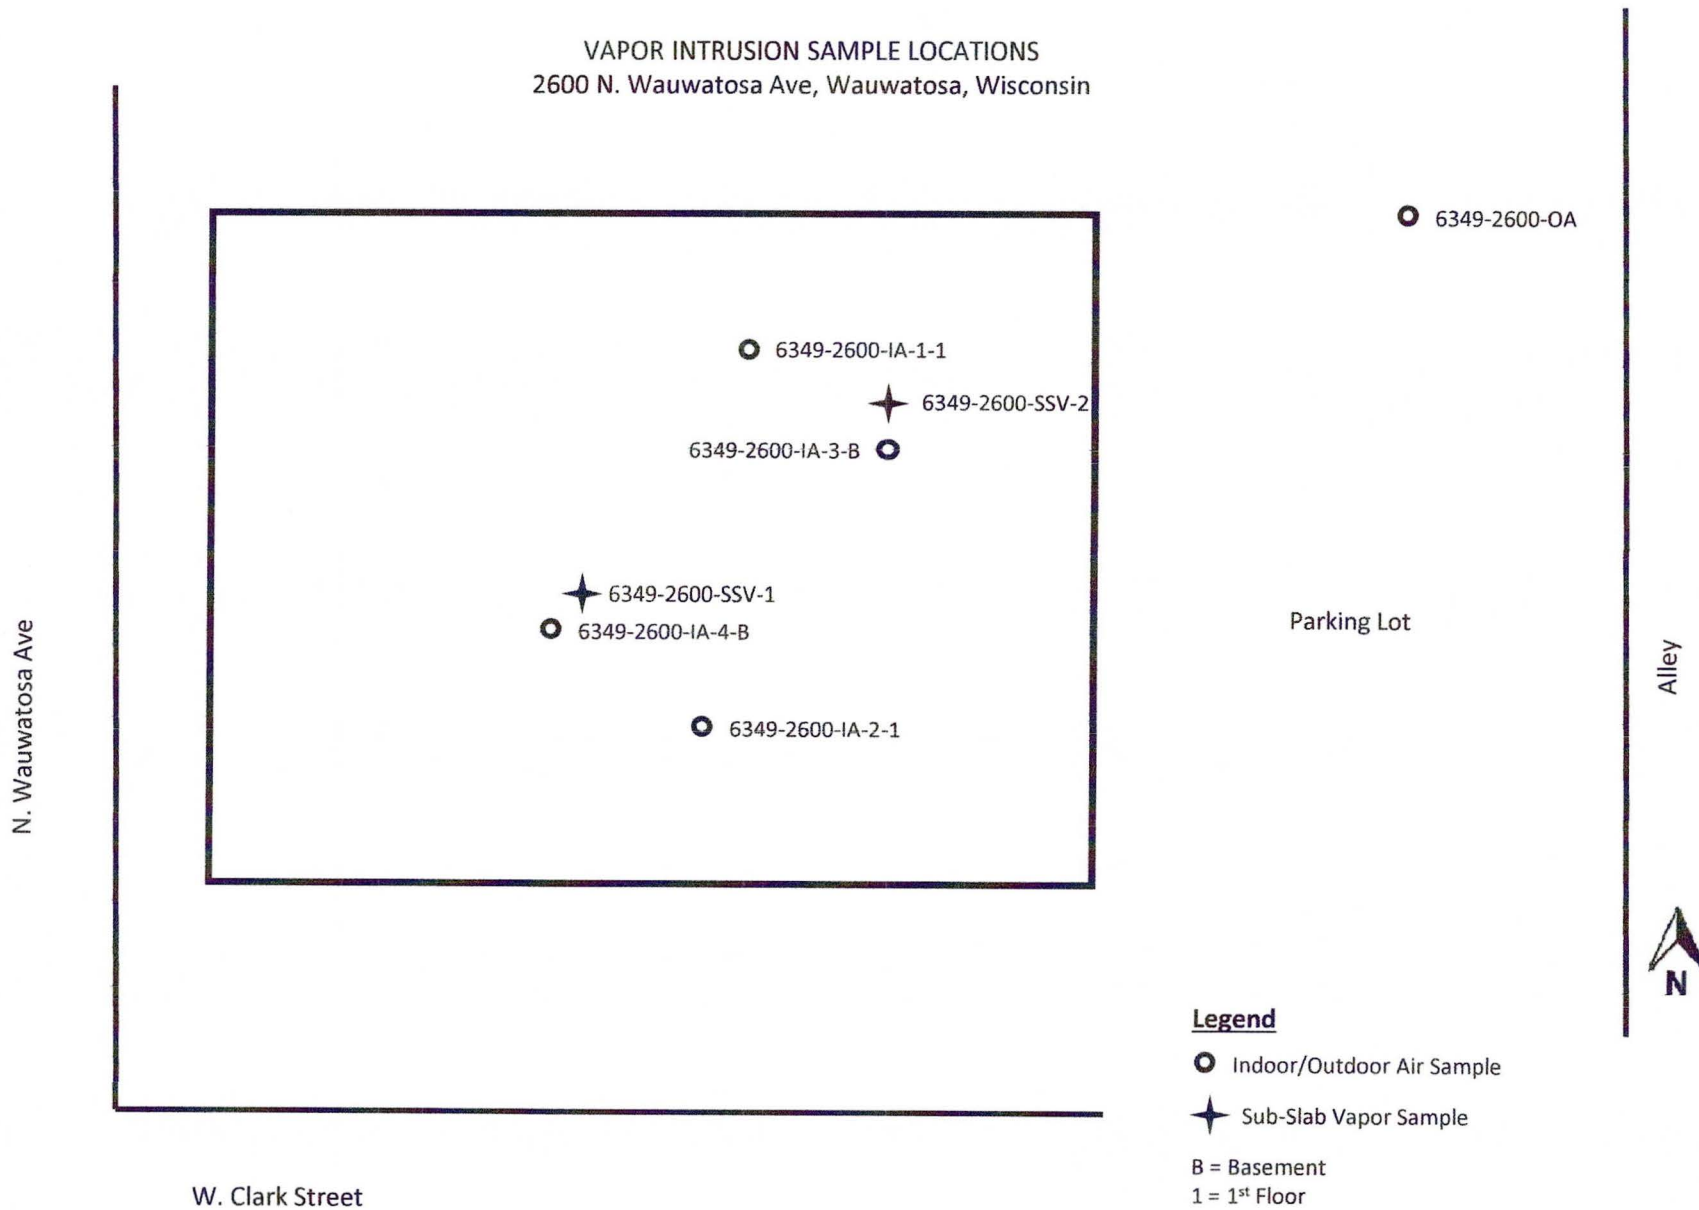 VAPOR INTRUSION SAMPLE LOCATIONS
2600 N. Wauwatosa Ave, Wauwatosa, Wisconsin
6349-2600-OA
6349-2600-IA-1-1
6349-2600-SSV-2
6349-2600-IA-3-B
6349-2600-SSV-1
6349-2600-IA-4-B
Parking Lot
N. Wauwatosa Ave
Alley
6349-2600-IA-2-1
N
Legend
Indoor/Outdoor Air Sample
Sub-Slab Vapor Sample
B = Basement
1 = 1st Floor
W. Clark Street